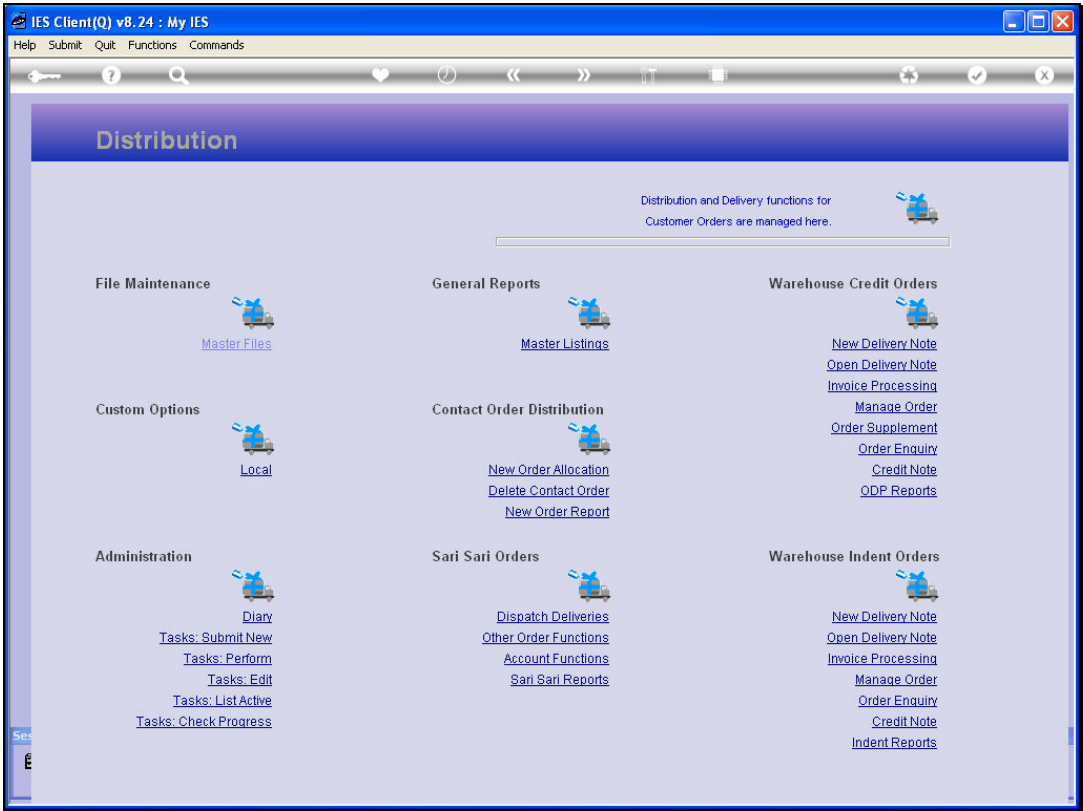 IES Client(Q) v8.24 : My IES
Help Submit Quit Functions Commands
Distribution
Distribution and Delivery functions for
Customer Orders are managed here.
File Maintenance
Master Files
General Reports
Master Listings
Warehouse Credit Orders
New Delivery Note
Open Delivery Note
Invoice Processing
Manage Order
Order Supplement
Order Enquiry
Credit Note
ODP Reports
Custom Options
Local
Contact Order Distribution
New Order Allocation
Delete Contact Order
New Order Report
Administration
Diary
Tasks: Submit New
Tasks: Perform
Tasks: Edit
Tasks: List Active
Tasks: Check Progress
Sari Sari Orders
Dispatch Deliveries
Other Order Functions
Account Functions
Sari Sari Reports
Warehouse Indent Orders
New Delivery Note
Open Delivery Note
Invoice Processing
Manage Order
Order Enquiry
Credit Note
Indent Reports